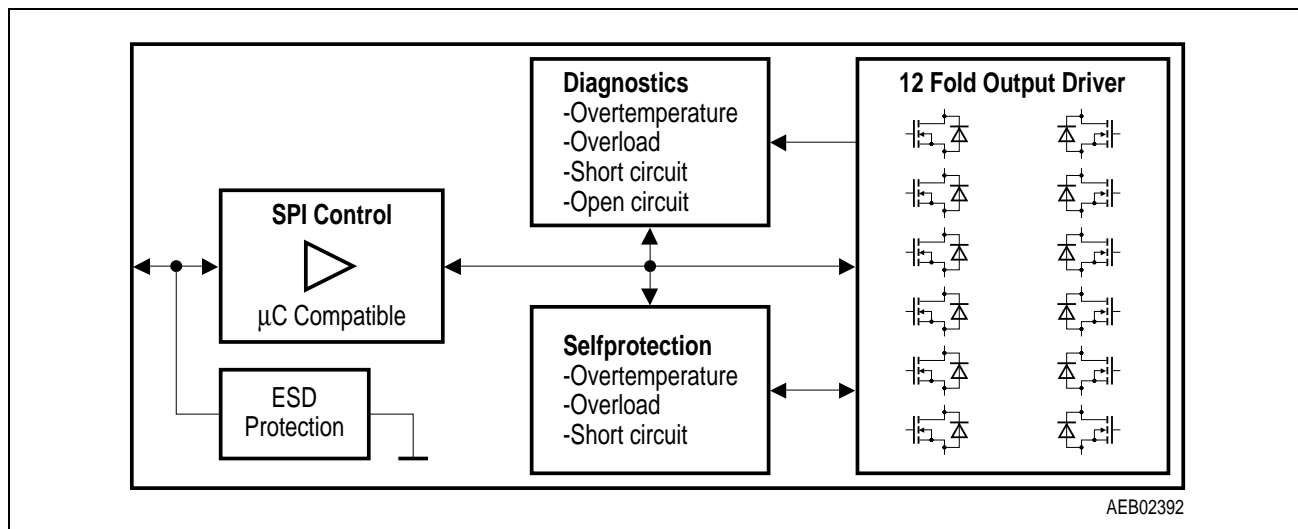 Diagnostics
-Overtemperature
-Overload
-Short circuit
-Open circuit
12 Fold Output Driver
SPI Control
µC Compatible
ESD
Protection
Selfprotection
-Overtemperature
-Overload
-Short circuit
AEB02392